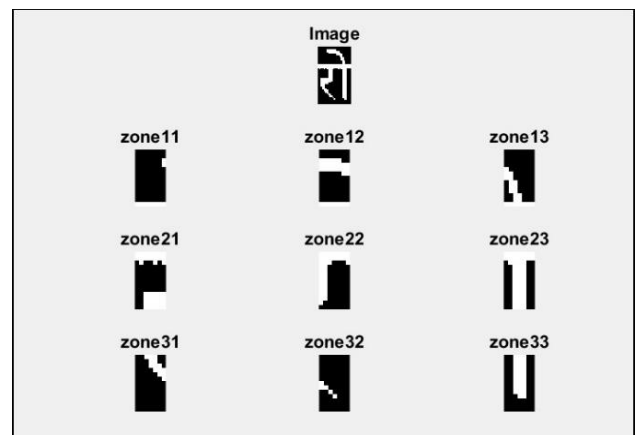 Image
रो
zone11 zone12 zone13
zone21 zone22 zone23
zone31 zone32 zone33